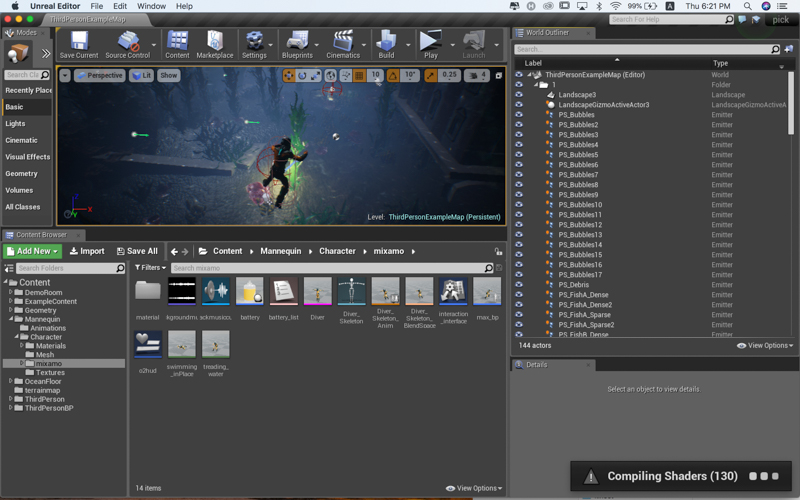 Unreal Editor File Edit Window Help
99% Thu 6:21 PM
ThirdPersonExampleMap
Search For Help
pick
Modes
Search Cl
Recently Place
Basic
Lights
Cinematic
Visual Effects
Geometry
Volumes
All Classes
Save Current Source Control Content Marketplace Settings Blueprints Cinematics Build Play Launch
Perspective Lit Show
10 10° 0.25 4
Z X
Level: ThirdPersonExampleMap (Persistent)
Content Browser
Add New Import Save All Content Mannequin Character mixamo
Search Folders
Filters Search mixamo
Content
DemoRoom
ExampleContent
Geometry
Mannequin
Animations
Character
Materials
Mesh
mixamo
Textures
OceanFloor
terrainmap
ThirdPerson
ThirdPersonBP
material kgroundmu ackmusiccu battery battery_list Diver Diver_Skeleton Diver_Skeleton_Anim Diver_Skeleton_BlendSpace interaction_interface max_tip
o2hud swimming_inPlace treading_water
14 items View Options
World Outliner
Search...
Label Type
ThirdPersonExampleMap (Editor) World
1 Folder
Landscape3 Landscape
LandscapeGizmoActiveActor3 LandscapeGizmoActiveA
PS_Bubbles Emitter
PS_Bubbles2 Emitter
PS_Bubbles3 Emitter
PS_Bubbles4 Emitter
PS_Bubbles5 Emitter
PS_Bubbles6 Emitter
PS_Bubbles7 Emitter
PS_Bubbles8 Emitter
PS_Bubbles9 Emitter
PS_Bubbles10 Emitter
PS_Bubbles11 Emitter
PS_Bubbles12 Emitter
PS_Bubbles13 Emitter
PS_Bubbles14 Emitter
PS_Bubbles15 Emitter
PS_Bubbles16 Emitter
PS_Bubbles17 Emitter
PS_Debris Emitter
PS_FishA_Dense Emitter
PS_FishA_Dense2 Emitter
PS_FishA_Sparse Emitter
PS_FishA_Sparse2 Emitter
PS_FishB_Dense Emitter
144 actors View Options
Details
Select an object to view details.
Compiling Shaders (130)